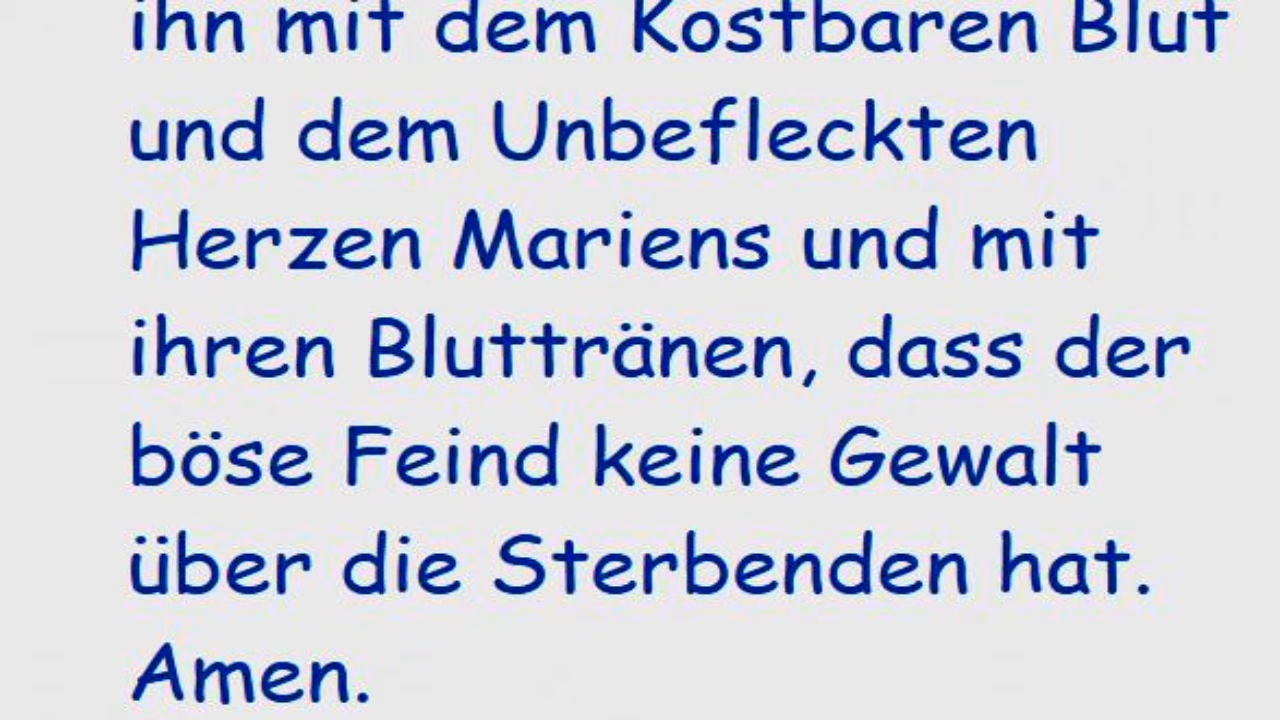 ihn mit dem Kostbaren Blut
und dem Unbefleckten
Herzen Mariens und mit
ihren Bluttränen, dass der
böse Feind keine Gewalt
über die Sterbenden hat.
Amen.